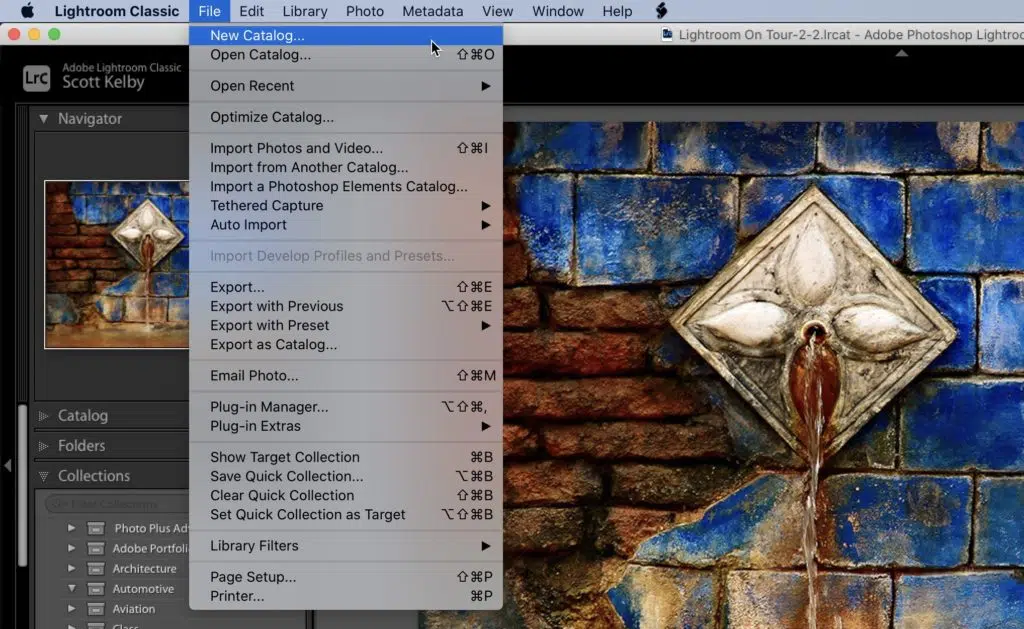 Lightroom Classic File Edit Library Photo Metadata View Window Help
Lightroom On Tour-2-2.lrcat - Adobe Photoshop Lightroo
LrC
Adobe Lightroom Classic
Scott Kelby
Navigator
Catalog
Folders
Collections
Filter Collections
Photo Plus Ad
Adobe Portfoli
Architecture
Automotive
Aviation
New Catalog...
Open Catalog... ⇧⌘O
Open Recent ▶
Optimize Catalog...
Import Photos and Video... ⇧⌘I
Import from Another Catalog...
Import a Photoshop Elements Catalog...
Tethered Capture ▶
Auto Import ▶
Import Develop Profiles and Presets...
Export... ⇧⌘E
Export with Previous ⌥⇧⌘E
Export with Preset ▶
Export as Catalog...
Email Photo... ⇧⌘M
Plug-in Manager... ⌥⇧⌘,
Plug-in Extras ▶
Show Target Collection ⌘B
Save Quick Collection... ⌥⌘B
Clear Quick Collection ⇧⌘B
Set Quick Collection as Target ⌥⇧⌘B
Library Filters ▶
Page Setup... ⇧⌘P
Printer... ⌘P